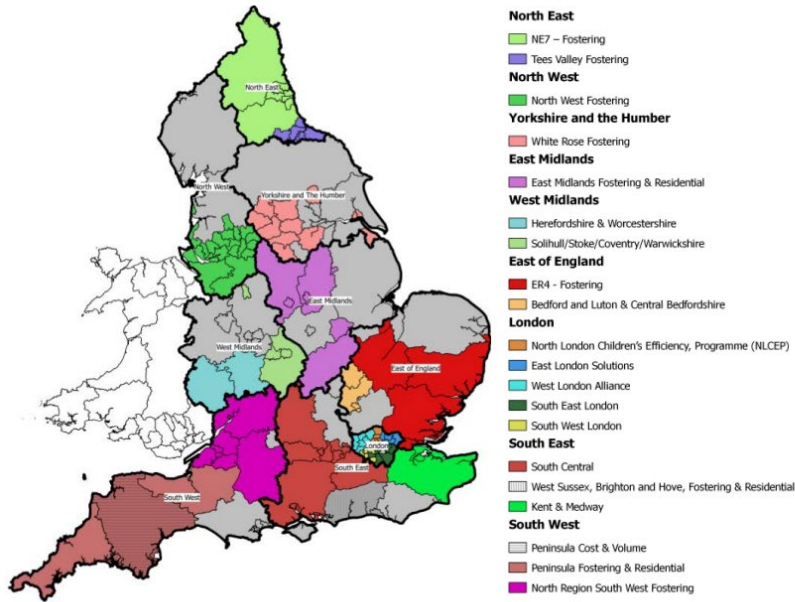 North East
NE7 – Fostering
Tees Valley Fostering
North West
North West Fostering
Yorkshire and the Humber
White Rose Fostering
East Midlands
East Midlands Fostering & Residential
West Midlands
Herefordshire & Worcestershire
Solihull/Stoke/Coventry/Warwickshire
East of England
ER4 - Fostering
Bedford and Luton & Central Bedfordshire
London
North London Children's Efficiency, Programme (NLCEP)
East London Solutions
West London Alliance
South East London
South West London
South East
South Central
West Sussex, Brighton and Hove, Fostering & Residential
Kent & Medway
South West
Peninsula Cost & Volume
Peninsula Fostering & Residential
North Region South West Fostering
North East
North West
Yorkshire and The Humber
East Midlands
West Midlands
East of England
London
South East
South West